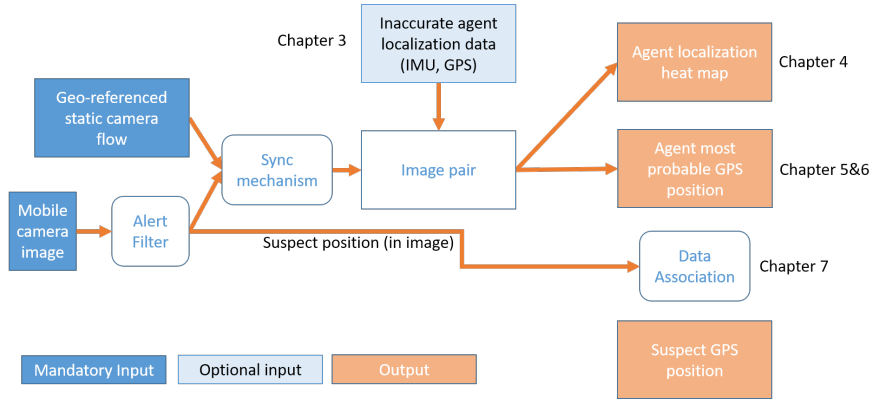 Chapter 3
Inaccurate agent
localization data
(IMU, GPS)
Agent localization
heat map
Chapter 4
Geo-referenced
static camera
flow
Sync
mechanism
Image pair
Agent most
probable GPS
position
Chapter 5&6
Mobile
camera
image
Alert
Filter
Suspect position (in image)
Data
Association
Chapter 7
Suspect GPS
position
Mandatory Input
Optional input
Output